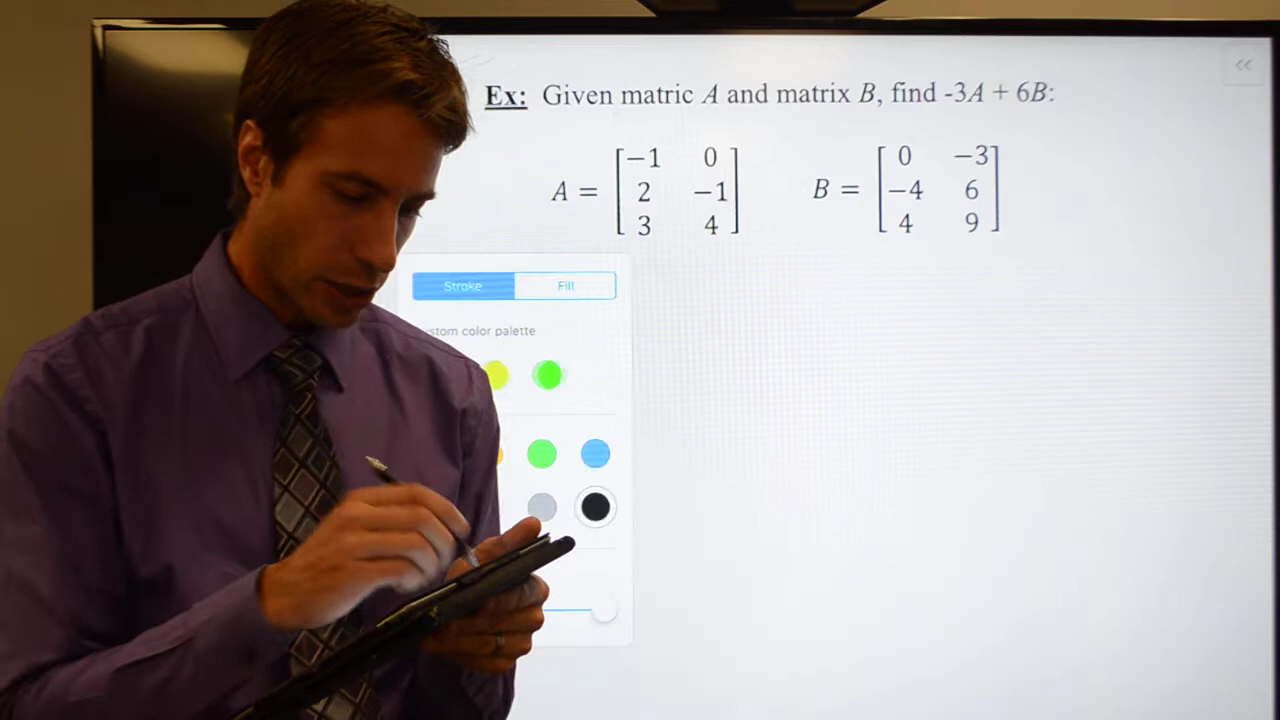 Ex: Given matric A and matrix B, find -3A + 6B:
A = [−1 0
2 −1
3 4]
B = [0 −3
−4 6
4 9]
Stroke Fill
color palette